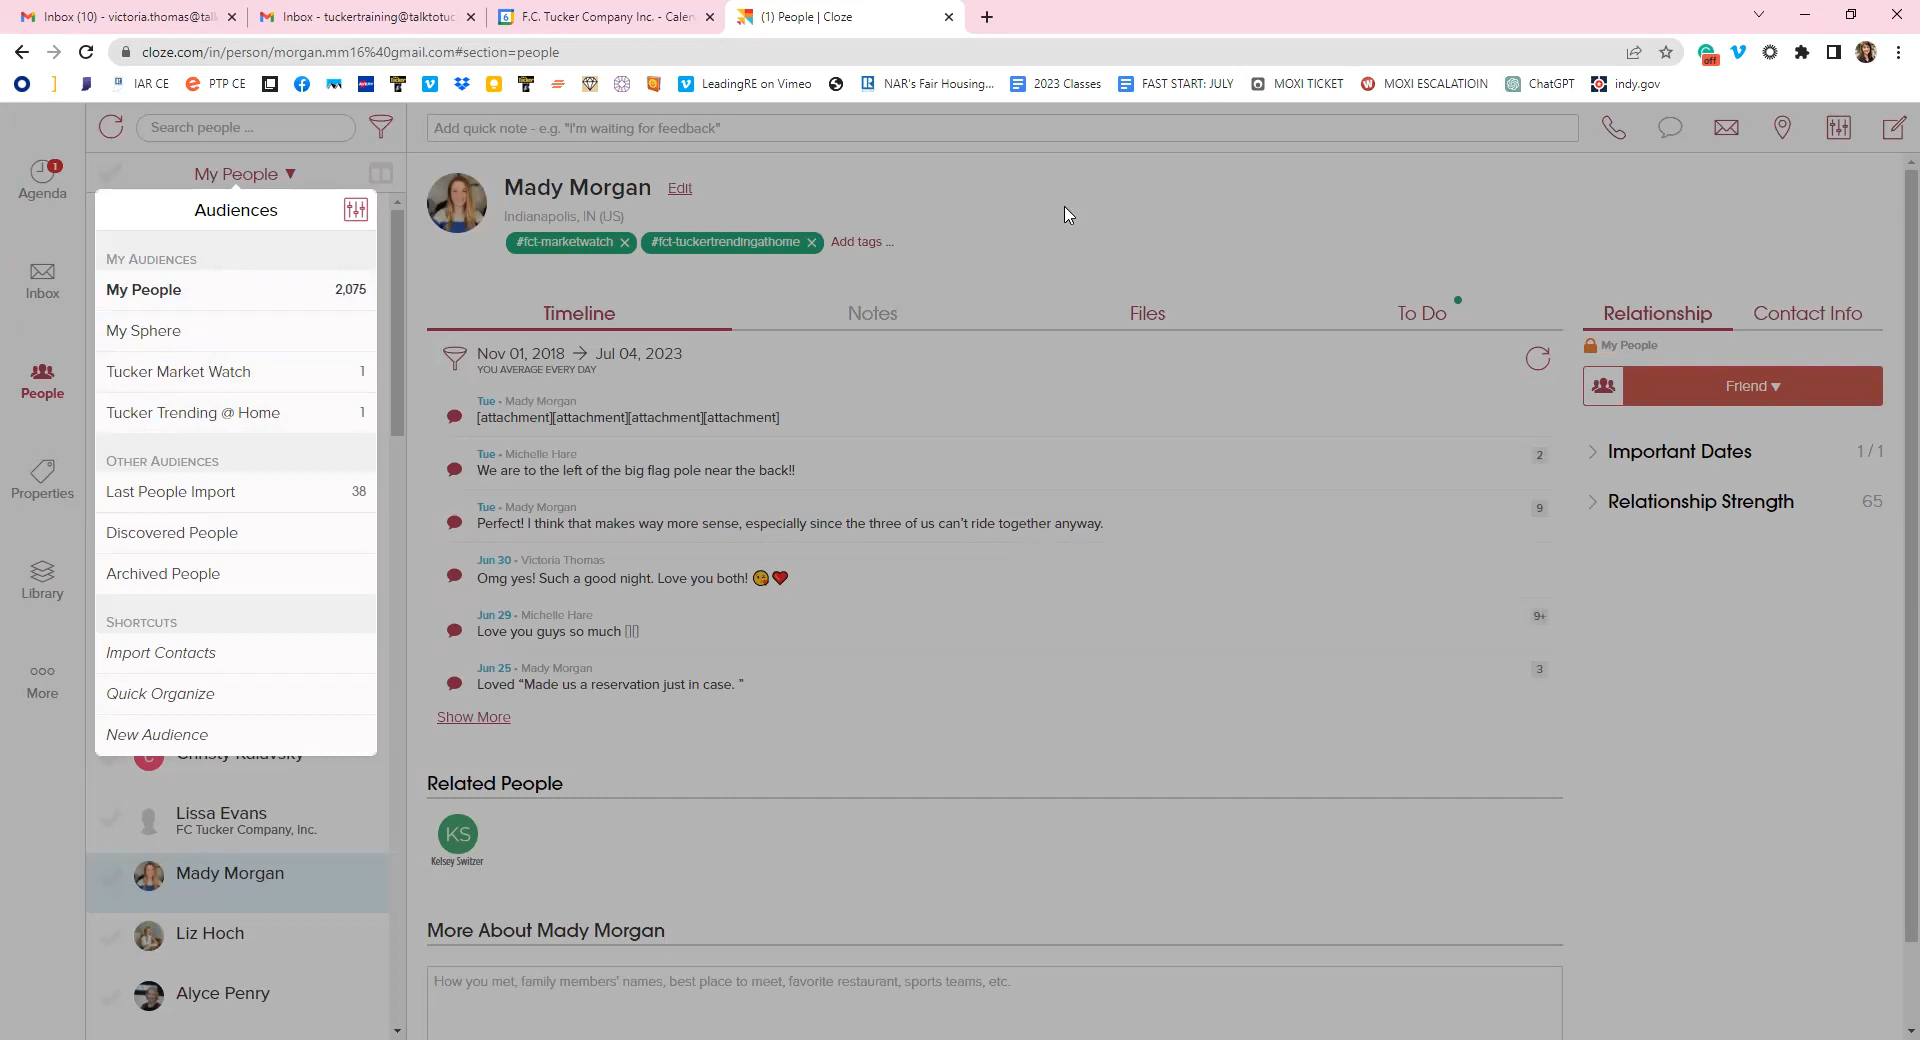 Inbox (10) - victoria.thomas@tal
Inbox - tuckertraining@talktotuc
F.C. Tucker Company Inc. - Calen
(1) People | Cloze
cloze.com/in/person/morgan.mm16%40gmail.com#section=people
off
IAR CE
PTP CE
LeadingRE on Vimeo
NAR's Fair Housing...
2023 Classes
FAST START: JULY
MOXI TICKET
MOXI ESCALATIOIN
ChatGPT
indy.gov
Search people ...
Add quick note - e.g. "I'm waiting for feedback"
1
Agenda
Inbox
People
Properties
Library
More
My People ▼
Audiences
MY AUDIENCES
My People 2,075
My Sphere
Tucker Market Watch 1
Tucker Trending @ Home 1
OTHER AUDIENCES
Last People Import 38
Discovered People
Archived People
SHORTCUTS
Import Contacts
Quick Organize
New Audience
Lissa Evans
FC Tucker Company, Inc.
Mady Morgan
Liz Hoch
Alyce Penry
Mady Morgan Edit
Indianapolis, IN (US)
#fct-marketwatch
#fct-tuckertrendingathome
Add tags ...
Timeline Notes Files To Do
Nov 01, 2018 → Jul 04, 2023
YOU AVERAGE EVERY DAY
Tue - Mady Morgan
[attachment][attachment][attachment][attachment]
Tue - Michelle Hare 2
We are to the left of the big flag pole near the back!!
Tue - Mady Morgan 9
Perfect! I think that makes way more sense, especially since the three of us can't ride together anyway.
Jun 30 - Victoria Thomas
Omg yes! Such a good night. Love you both! 😘❤️
Jun 29 - Michelle Hare 9+
Love you guys so much
Jun 25 - Mady Morgan 3
Loved “Made us a reservation just in case. ”
Show More
Related People
KS
Kelsey Switzer
More About Mady Morgan
How you met, family members' names, best place to meet, favorite restaurant, sports teams, etc.
Relationship Contact Info
My People
Friend ▼
Important Dates 1 / 1
Relationship Strength 65